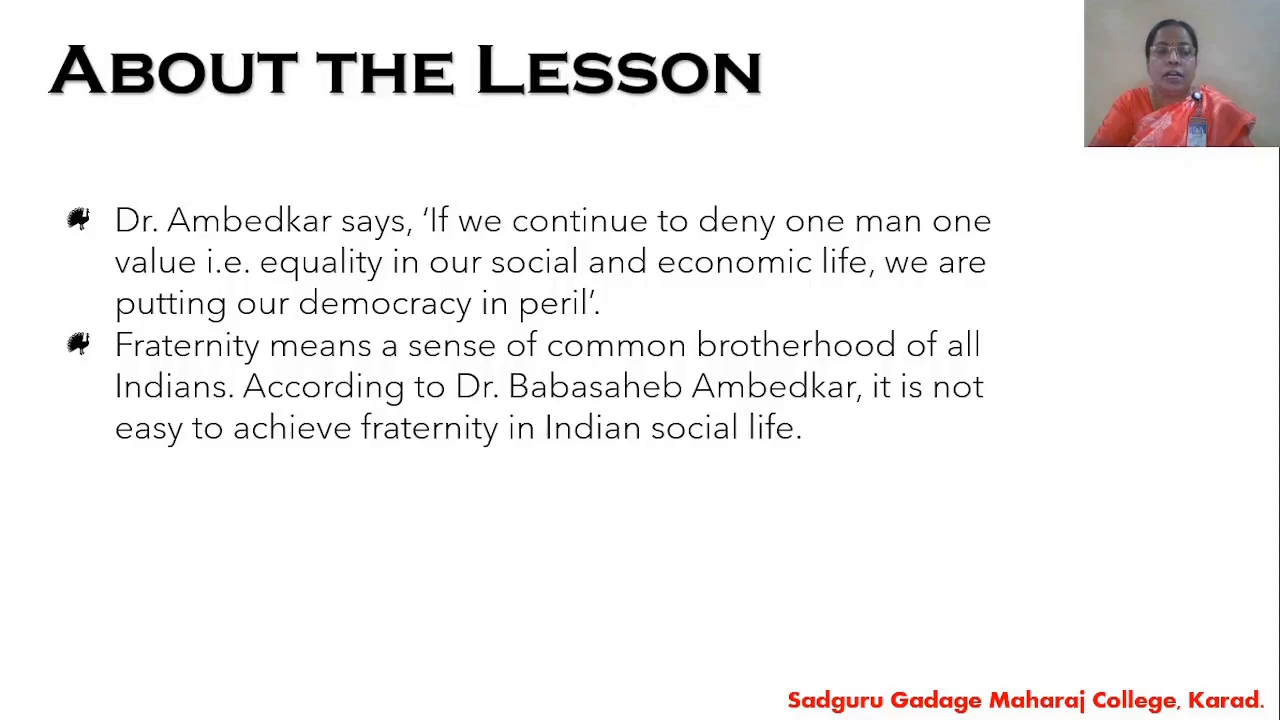 ABOUT THE LESSON
Dr. Ambedkar says, ‘If we continue to deny one man one
value i.e. equality in our social and economic life, we are
putting our democracy in peril’.
Fraternity means a sense of common brotherhood of all
Indians. According to Dr. Babasaheb Ambedkar, it is not
easy to achieve fraternity in Indian social life.
Sadguru Gadage Maharaj College, Karad.